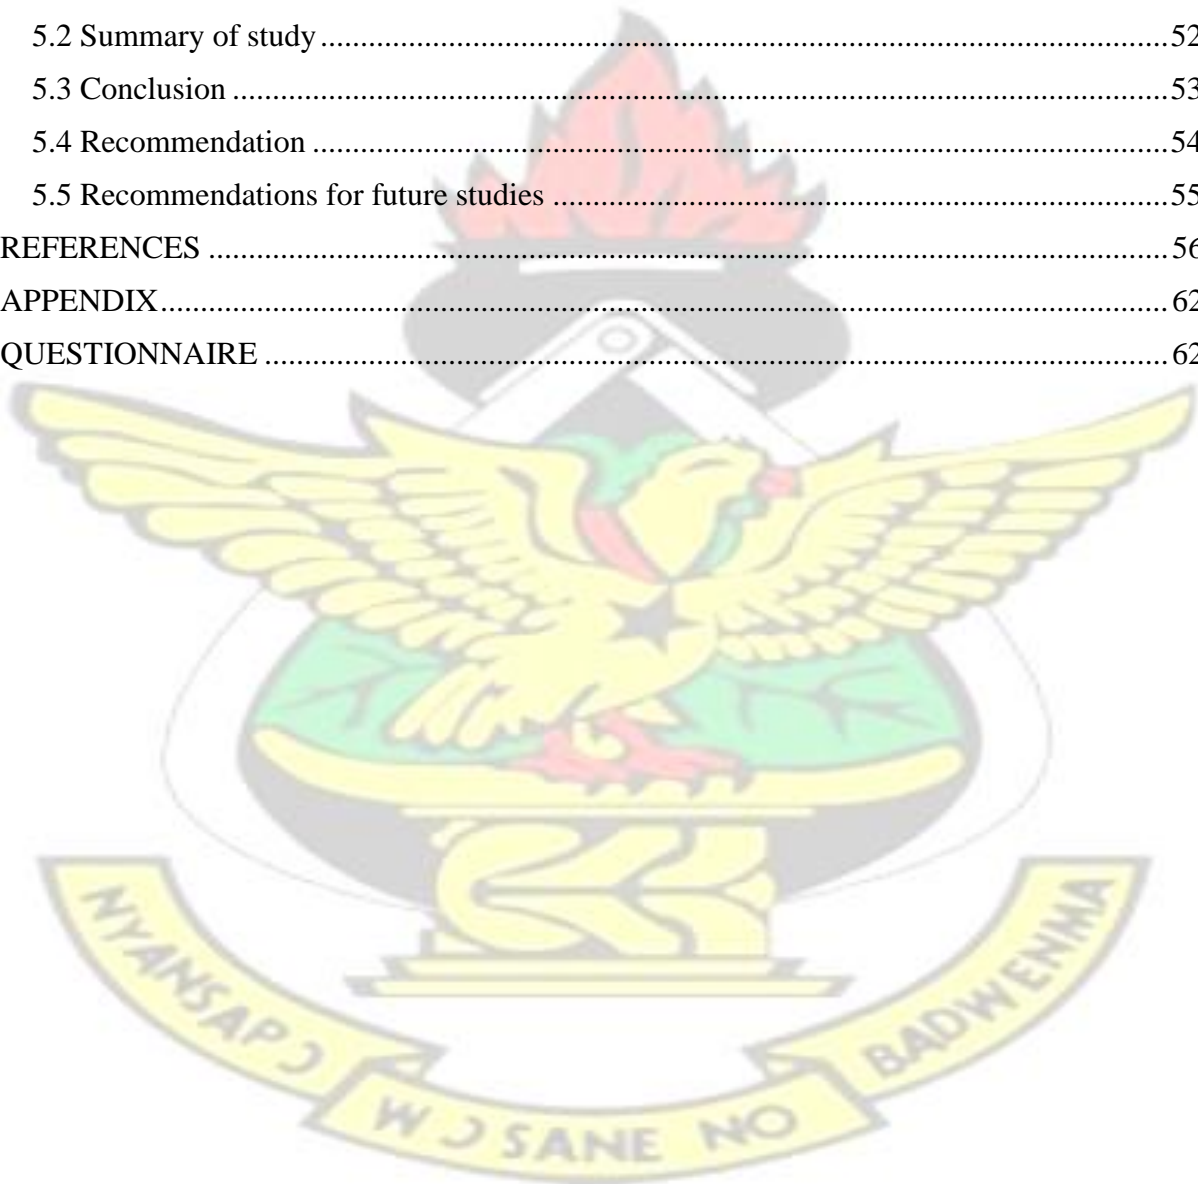 5.2 Summary of study ........................................................................................................... 52
5.3 Conclusion ...................................................................................................................... 53
5.4 Recommendation ............................................................................................................ 54
5.5 Recommendations for future studies .............................................................................. 55
REFERENCES ...................................................................................................................... 56
APPENDIX ............................................................................................................................ 62
QUESTIONNAIRE ............................................................................................................... 62
NYANSAPƆ
WƆSANE NO
BADWENMA